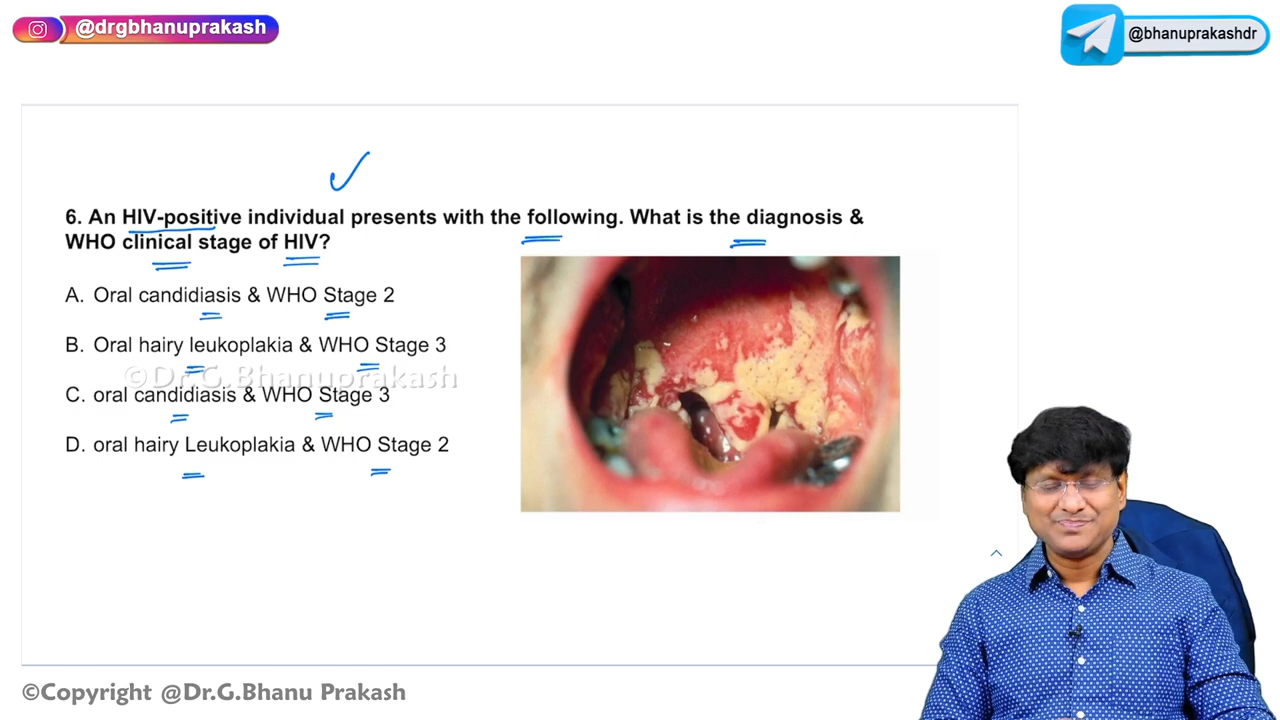 @drgbhanuprakash
@bhanuprakashdr
6. An HIV-positive individual presents with the following. What is the diagnosis &
WHO clinical stage of HIV?
A. Oral candidiasis & WHO Stage 2
B. Oral hairy leukoplakia & WHO Stage 3
©Dr.G.Bhanuprakash
C. oral candidiasis & WHO Stage 3
D. oral hairy Leukoplakia & WHO Stage 2
©Copyright @Dr.G.Bhanu Prakash